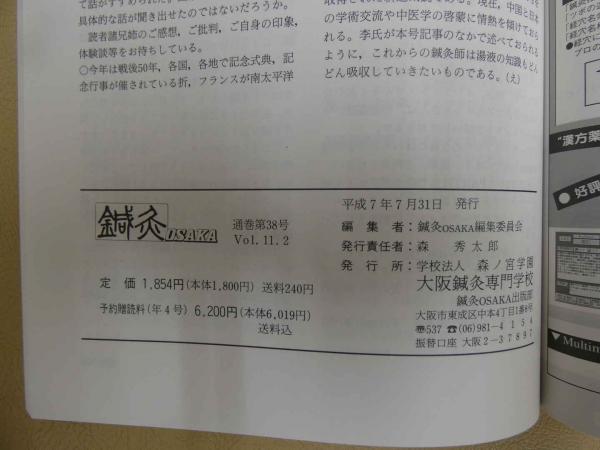 具体的な話が聞き出せたのではないだろうか。
読者諸兄姉のご感想，ご批判，ご自身の印象，
体験談等をお待ちしている。
○今年は戦後50年，各国，各地で記念式典，記
念行事が催されている折，フランスが南太平洋
の学術交流や中医学の啓蒙に情熱を傾けてお
られる。李氏が本号記事のなかで述べておられる
ように，これからの鍼灸師は湯液の知識もどん
どん吸収していきたいものである。（え）
鍼灸OSAKA
通巻第38号
Vol.11.2
定 価 1,854円(本体1,800円) 送料240円
予約購読料(年4号) 6,200円(本体6,019円)
送料込
平成7年7月31日 発行
編集者：鍼灸OSAKA編集委員会
発行責任者：森 秀太郎
発行所：学校法人 森ノ宮学園
大阪鍼灸専門学校
鍼灸OSAKA出版部
大阪市東成区中本4丁目1番8号
〠537 ☎(06)981-4154
振替口座 大阪2-37897
"漢方薬
● 好評
▼ Multim